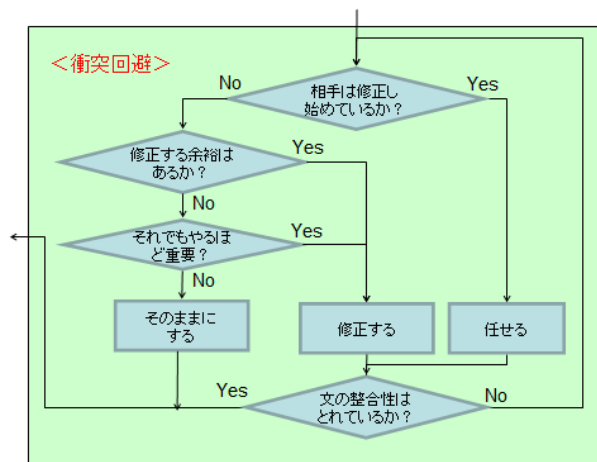 ＜衝突回避＞
No
相手は修正し
始めているか？
Yes
修正する余裕は
あるか？
Yes
No
それでもやるほ
ど重要？
Yes
No
そのままに
する
修正する
任せる
Yes
文の整合性は
とれているか？
No